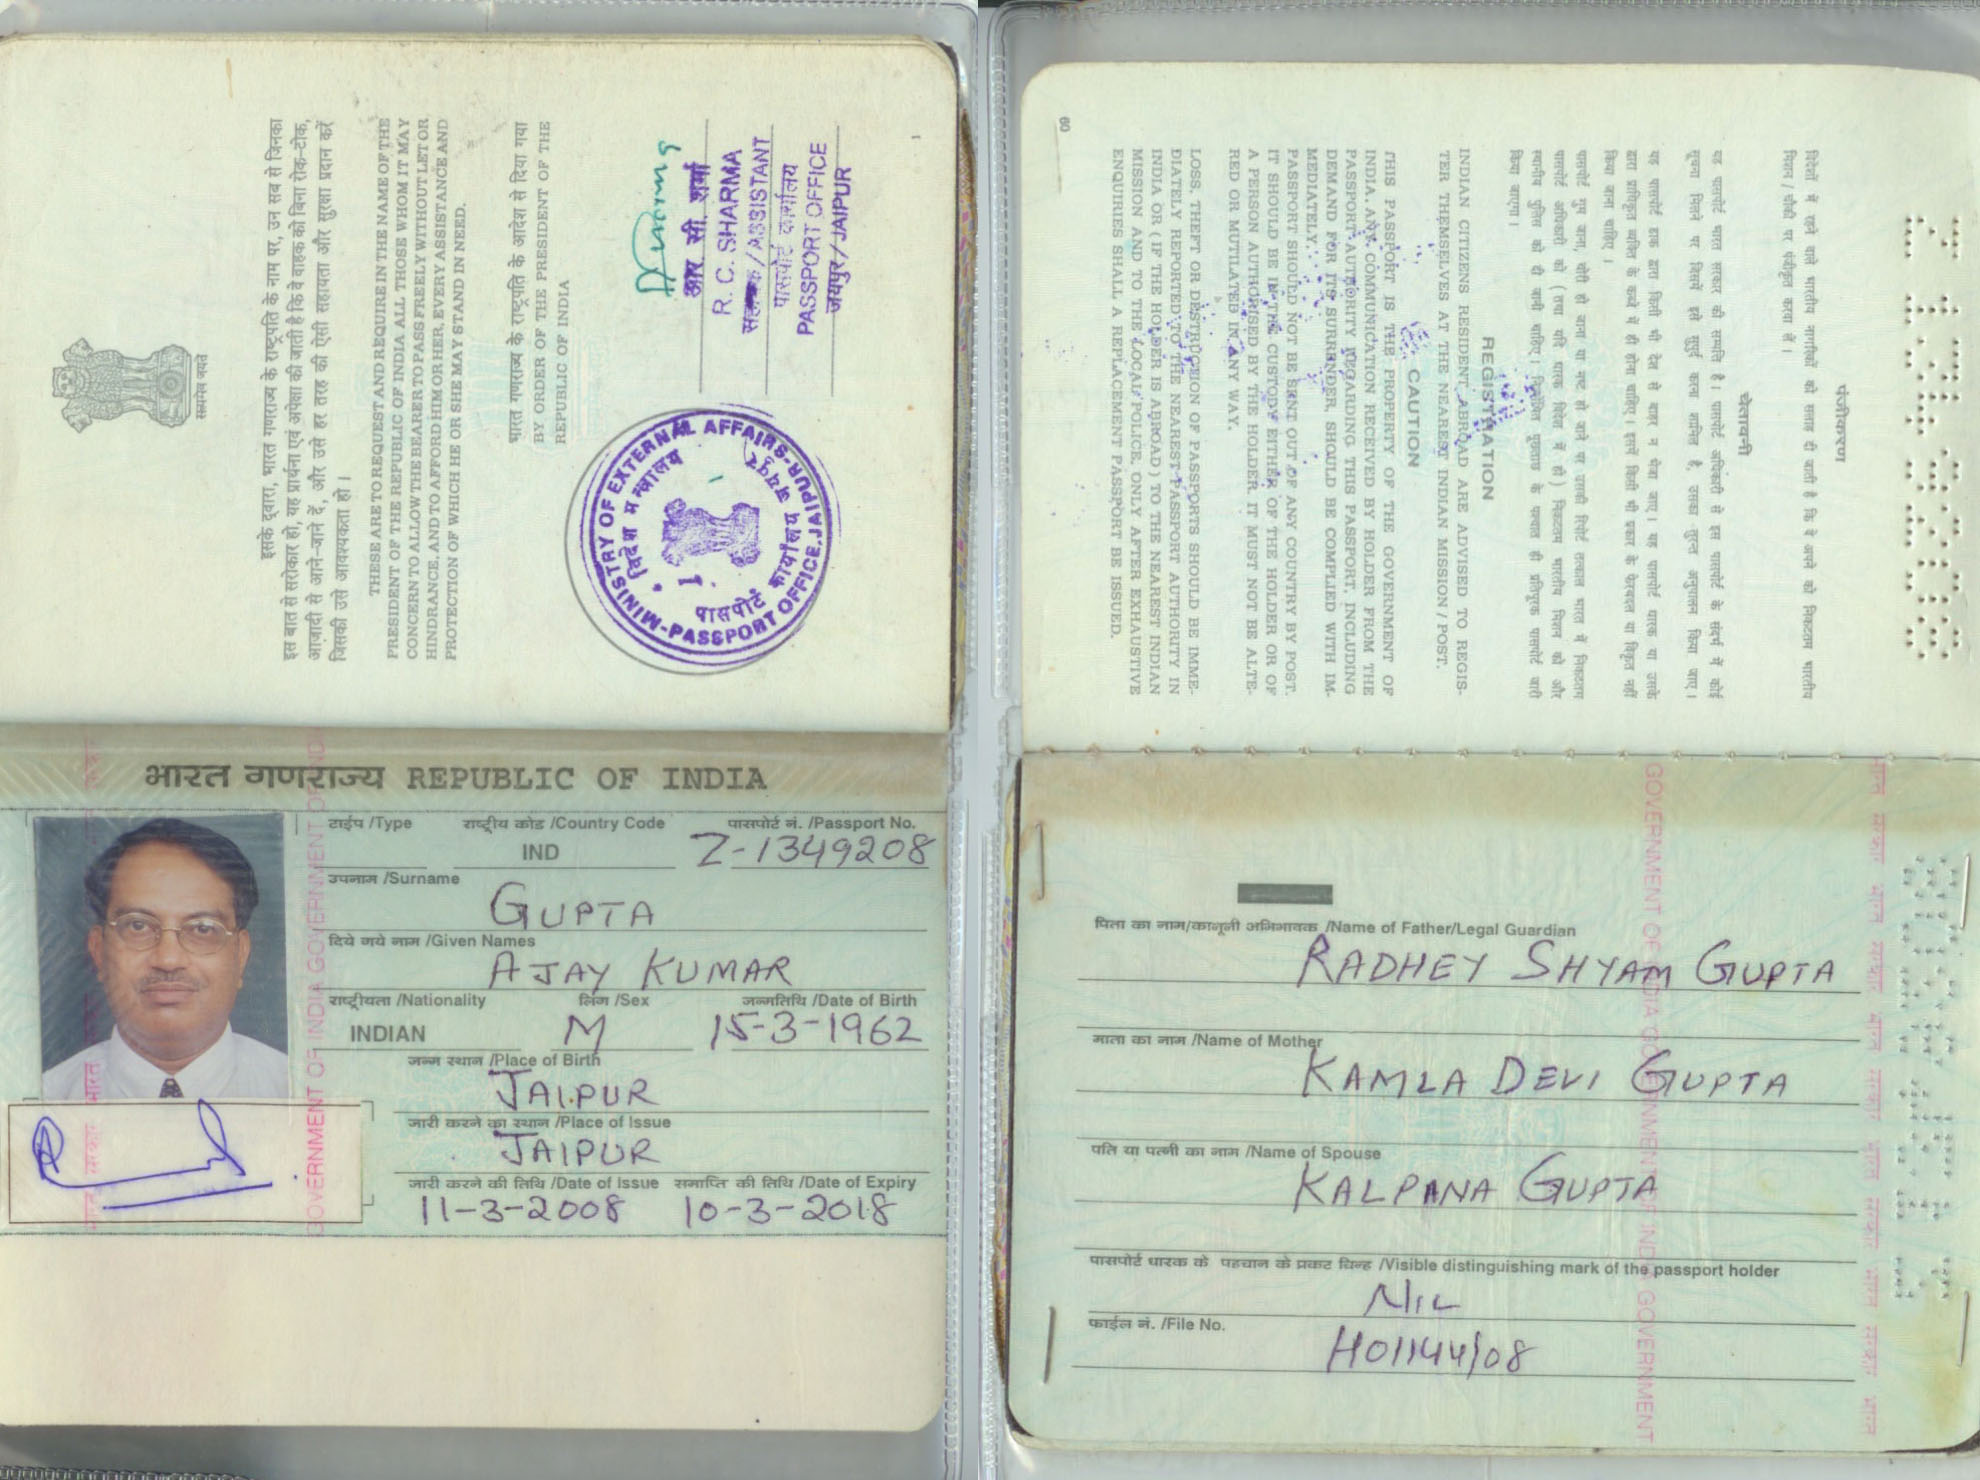 सत्यमेव जयते
इसके द्वारा, भारत गणराज्य के राष्ट्रपति के नाम पर, उन सब से जिनका
इस बात से सरोकार हो, यह प्रार्थना एवं अपेक्षा की जाती है कि वे वाहक को बिना रोक-टोक,
आज़ादी से आने-जाने दें, और उसे हर तरह की ऐसी सहायता और सुरक्षा प्रदान करें
जिसकी उसे आवश्यकता हो।
THESE ARE TO REQUEST AND REQUIRE IN THE NAME OF THE
PRESIDENT OF THE REPUBLIC OF INDIA ALL THOSE WHOM IT MAY
CONCERN TO ALLOW THE BEARER TO PASS FREELY WITHOUT LET OR
HINDRANCE, AND TO AFFORD HIM OR HER, EVERY ASSISTANCE AND
PROTECTION OF WHICH HE OR SHE MAY STAND IN NEED.
भारत गणराज्य के राष्ट्रपति के आदेश से दिया गया
BY ORDER OF THE PRESIDENT OF THE
REPUBLIC OF INDIA
आर. सी. शर्मा
R. C. SHARMA
/ASSISTANT
पासपोर्ट कार्यालय
PASSPORT OFFICE
जयपुर/JAIPUR
MINISTRY OF EXTERNAL AFFAIRS-PASSPORT OFFICE, JAIPUR
विदेश मन्त्रालय
पासपोर्ट कार्यालय जयपुर
1
भारत गणराज्य REPUBLIC OF INDIA
टाईप /Type राष्ट्रीय कोड /Country Code पासपोर्ट नं. /Passport No.
IND Z-1349208
उपनाम /Surname
GUPTA
दिये गये नाम /Given Names
AJAY KUMAR
राष्ट्रीयता /Nationality लिंग /Sex जन्मतिथि /Date of Birth
INDIAN M 15-3-1962
जन्म स्थान /Place of Birth
JAIPUR
जारी करने का स्थान /Place of Issue
JAIPUR
जारी करने की तिथि /Date of Issue समाप्ति की तिथि /Date of Expiry
11-3-2008 10-3-2018
60
पंजीकरण
विदेशों में रहने वाले भारतीय नागरिकों को सलाह दी जाती है कि वे अपने को निकटतम भारतीय
मिशन / चौकी पर पंजीकृत करवा लें।
चेतावनी
यह पासपोर्ट भारत सरकार की सम्पत्ति है। पासपोर्ट अधिकारी से इस पासपोर्ट के संदर्भ में कोई
सूचना मिलने पर जिसमें इसे सुपुर्द करना शामिल है, उसका तुरन्त अनुपालन किया जाए।
यह पासपोर्ट डाक द्वारा किसी भी देश से बाहर न भेजा जाए। यह पासपोर्ट धारक या उसके
द्वारा प्राधिकृत व्यक्ति के कब्जे में ही होना चाहिए। इसमें किसी भी प्रकार के फेरबदल या विकृत नहीं
किया जाना चाहिए।
पासपोर्ट गुम जाना, चोरी हो जाना या नष्ट हो जाने पर उसकी रिपोर्ट तत्काल भारत में निकटतम
पासपोर्ट अधिकारी को (तथा यदि धारक विदेश में हो) निकटतम भारतीय मिशन को और
स्थानीय पुलिस को दी जानी चाहिए। विस्तृत पूछताछ के पश्चात ही प्रतिपूरक पासपोर्ट जारी
किया जाएगा।
REGISTRATION
INDIAN CITIZENS RESIDENT ABROAD ARE ADVISED TO REGIS-
TER THEMSELVES AT THE NEAREST INDIAN MISSION / POST.
CAUTION
THIS PASSPORT IS THE PROPERTY OF THE GOVERNMENT OF
INDIA. ANY COMMUNICATION RECEIVED BY HOLDER FROM THE
PASSPORT AUTHORITY REGARDING THIS PASSPORT, INCLUDING
DEMAND FOR ITS SURRENDER, SHOULD BE COMPLIED WITH IM-
MEDIATELY.
PASSPORT SHOULD NOT BE SENT OUT OF ANY COUNTRY BY POST.
IT SHOULD BE IN THE CUSTODY EITHER OF THE HOLDER OR OF
A PERSON AUTHORISED BY THE HOLDER. IT MUST NOT BE ALTE-
RED OR MUTILATED IN ANY WAY.
LOSS, THEFT OR DESTRUCTION OF PASSPORTS SHOULD BE IMME-
DIATELY REPORTED TO THE NEAREST PASSPORT AUTHORITY IN
INDIA OR ( IF THE HOLDER IS ABROAD ) TO THE NEAREST INDIAN
MISSION AND TO THE LOCAL POLICE. ONLY AFTER EXHAUSTIVE
ENQUIRIES SHALL A REPLACEMENT PASSPORT BE ISSUED.
पिता का नाम/कानूनी अभिभावक /Name of Father/Legal Guardian
RADHEY SHYAM GUPTA
माता का नाम /Name of Mother
KAMLA DEVI GUPTA
पति या पत्नी का नाम /Name of Spouse
KALPANA GUPTA
पासपोर्ट धारक के पहचान के प्रकट चिन्ह /Visible distinguishing mark of the passport holder
NIL
फाईल नं. /File No.
H01144/08
GOVERNMENT OF INDIA GOVERNMENT OF INDIA GOVERNMENT